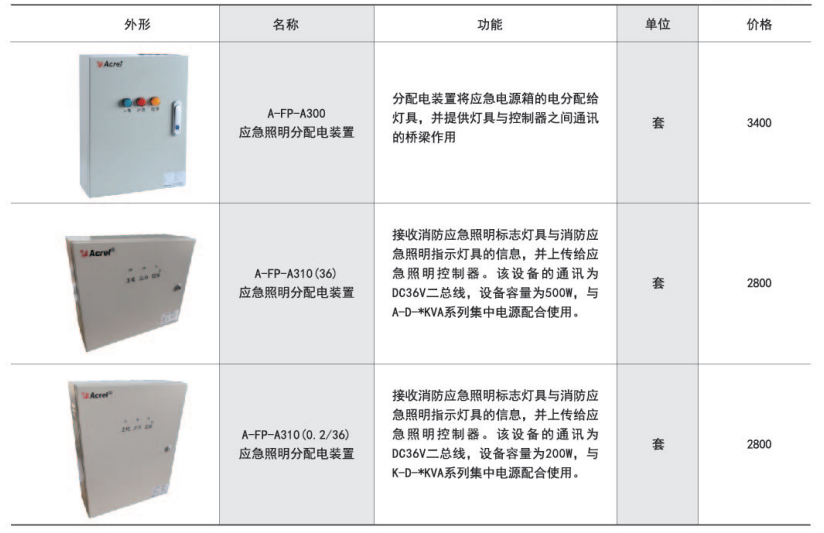 外形
名称
功能
单位
价格
Acrel
A-FP-A300
应急照明分配电装置
分配电装置将应急电源箱的电分配给
灯具，并提供灯具与控制器之间通讯
的桥梁作用
套
3400
Acrel
A-FP-A310(36)
应急照明分配电装置
接收消防应急照明标志灯具与消防应
急照明指示灯具的信息，并上传给应
急照明控制器。该设备的通讯为
DC36V二总线，设备容量为500W，与
A-D-*KVA系列集中电源配合使用。
套
2800
Acrel
A-FP-A310(0.2/36)
应急照明分配电装置
接收消防应急照明标志灯具与消防应
急照明指示灯具的信息，并上传给应
急照明控制器。该设备的通讯为
DC36V二总线，设备容量为200W，与
K-D-*KVA系列集中电源配合使用。
套
2800